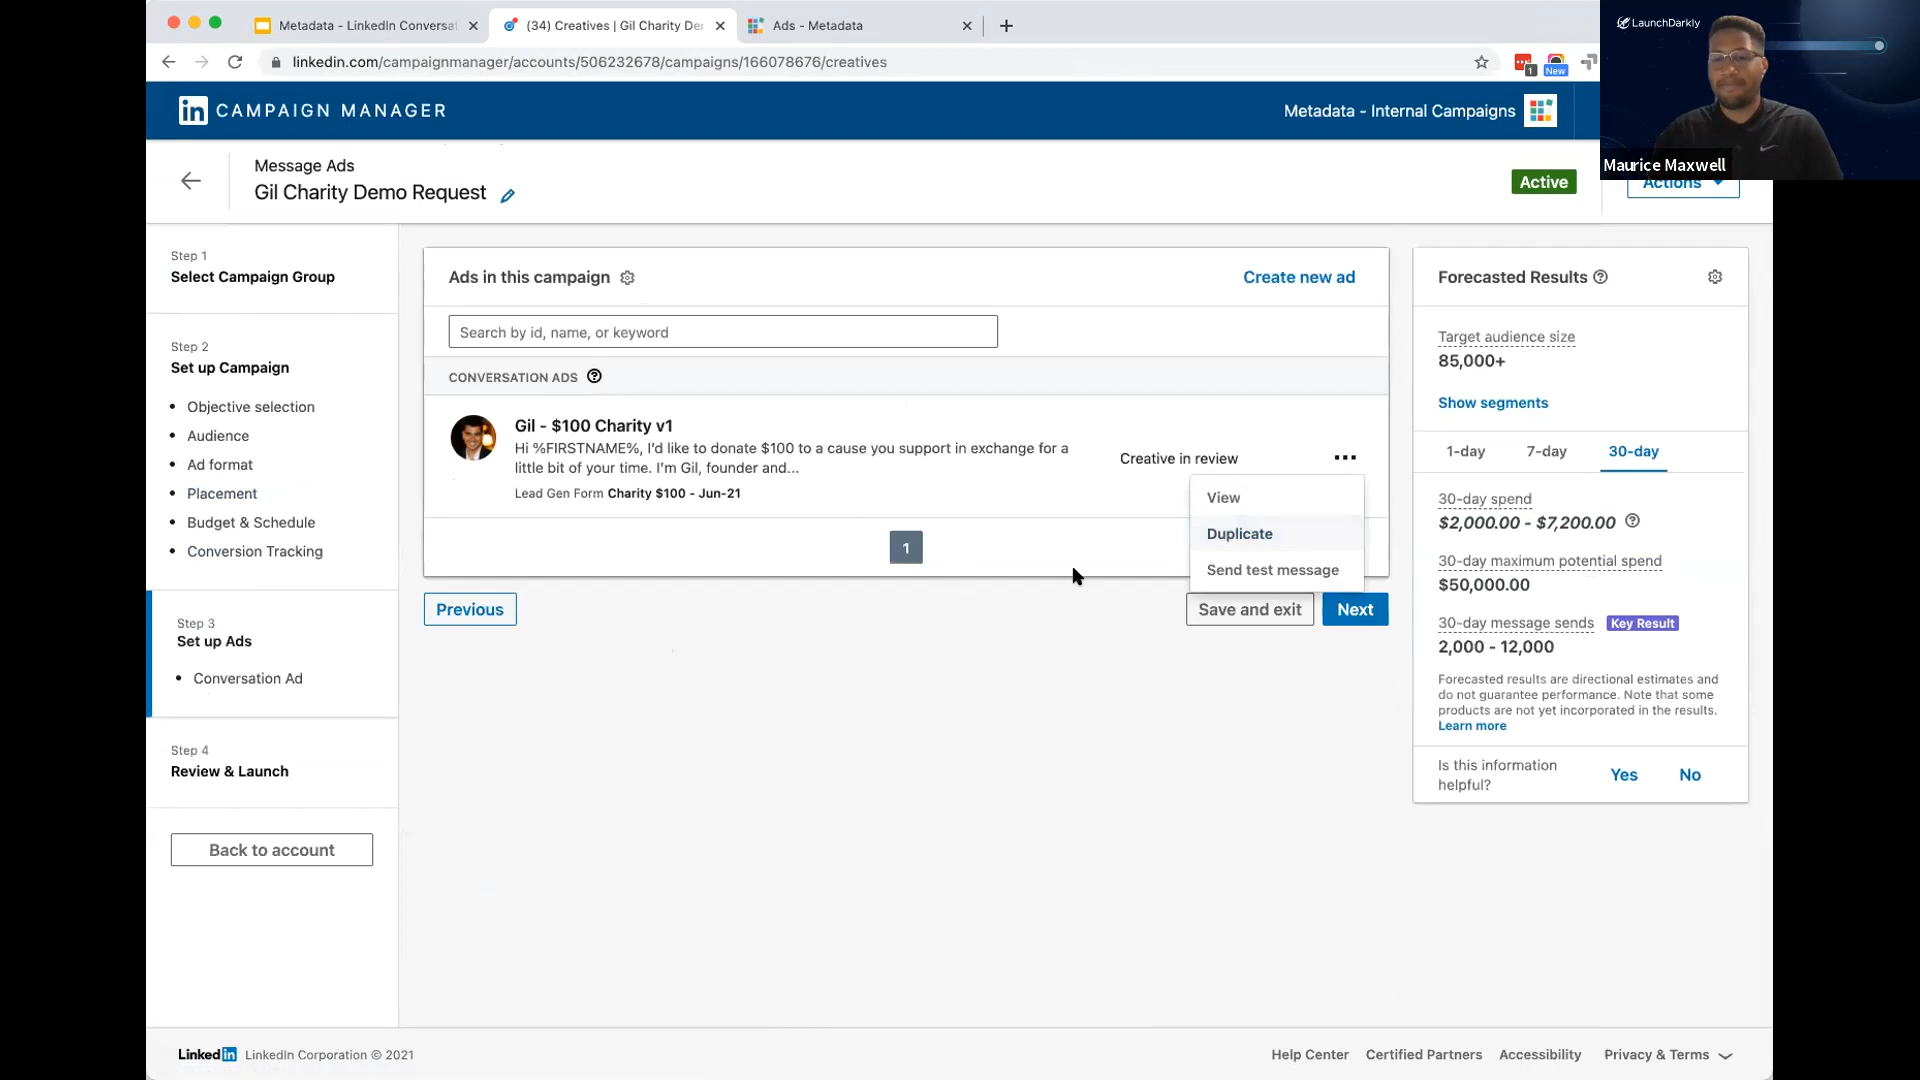 Metadata - LinkedIn Conversat
(34) Creatives | Gil Charity Der
Ads - Metadata
linkedin.com/campaignmanager/accounts/506232678/campaigns/166078676/creatives
1
New
LaunchDarkly
Maurice Maxwell
in CAMPAIGN MANAGER
Metadata - Internal Campaigns
Message Ads
Gil Charity Demo Request
Active
Actions
Step 1
Select Campaign Group
Step 2
Set up Campaign
• Objective selection
• Audience
• Ad format
• Placement
• Budget & Schedule
• Conversion Tracking
Step 3
Set up Ads
• Conversation Ad
Step 4
Review & Launch
Back to account
Ads in this campaign
Create new ad
Search by id, name, or keyword
CONVERSATION ADS
Gil - $100 Charity v1
Hi %FIRSTNAME%, I'd like to donate $100 to a cause you support in exchange for a
little bit of your time. I'm Gil, founder and...
Lead Gen Form Charity $100 - Jun-21
Creative in review
View
Duplicate
Send test message
1
Previous
Save and exit
Next
Forecasted Results
Target audience size
85,000+
Show segments
1-day 7-day 30-day
30-day spend
$2,000.00 - $7,200.00
30-day maximum potential spend
$50,000.00
30-day message sends Key Result
2,000 - 12,000
Forecasted results are directional estimates and
do not guarantee performance. Note that some
products are not yet incorporated in the results.
Learn more
Is this information
helpful?
Yes No
Linked in LinkedIn Corporation © 2021
Help Center Certified Partners Accessibility Privacy & Terms